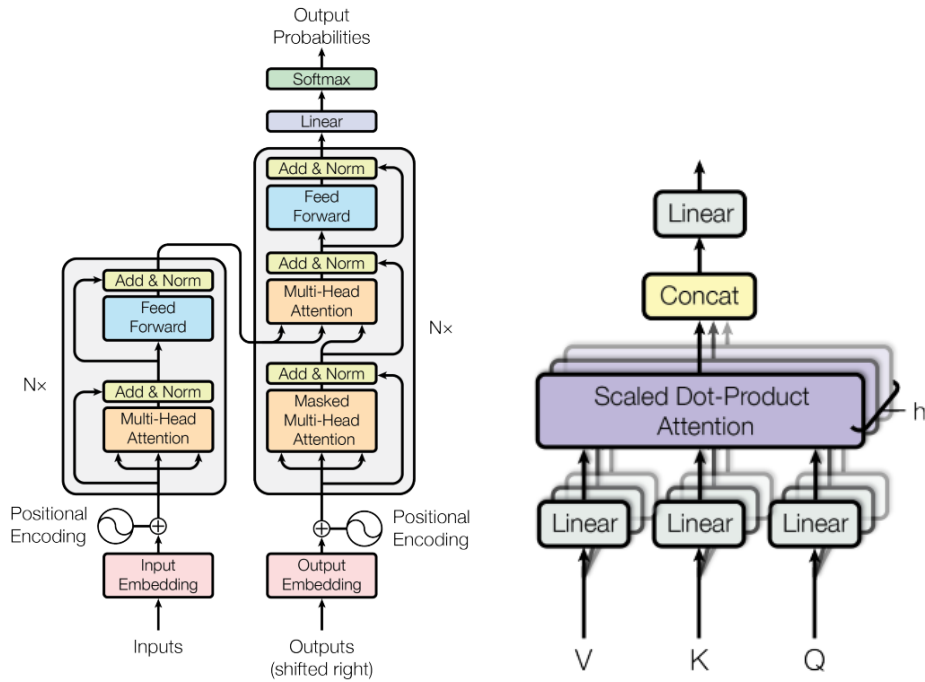 Output
Probabilities
Softmax
Linear
Add & Norm
Feed
Forward
Add & Norm
Multi-Head
Attention
Add & Norm
Masked
Multi-Head
Attention
Nx
Positional
Encoding
Output
Embedding
Outputs
(shifted right)
Add & Norm
Feed
Forward
Add & Norm
Multi-Head
Attention
Nx
Positional
Encoding
Input
Embedding
Inputs
Linear
Concat
Scaled Dot-Product
Attention
h
Linear
Linear
Linear
V
K
Q